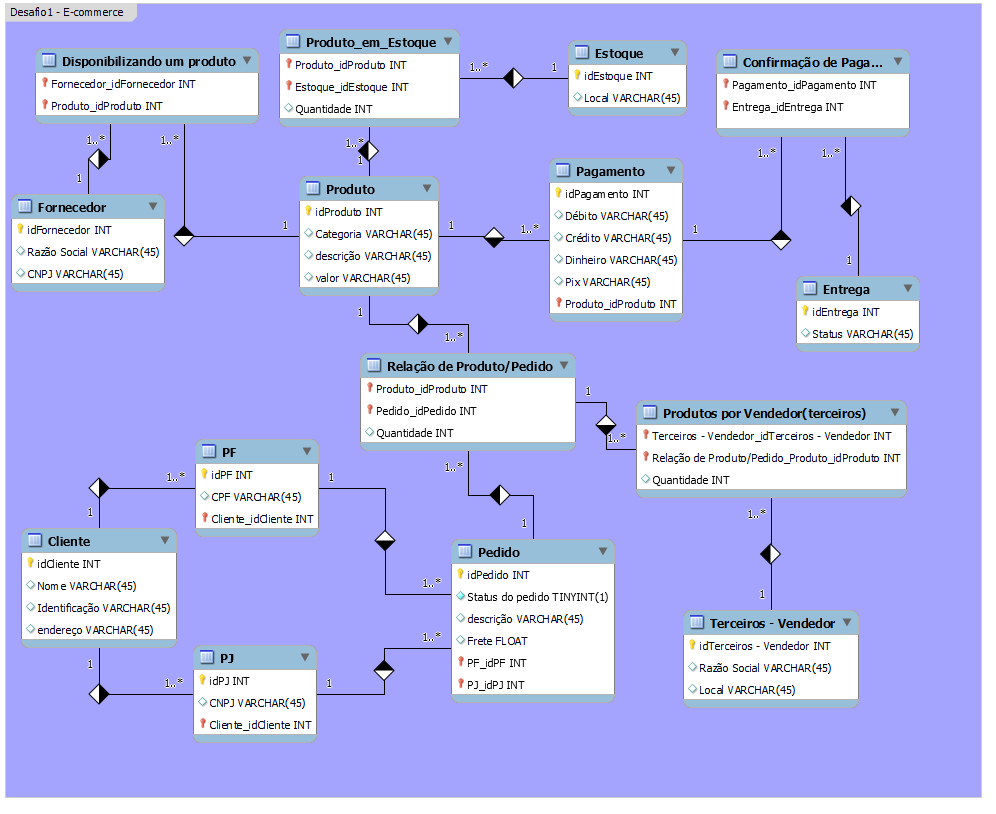 Desafio1 - E-commerce
Disponibilizando um produto
Fornecedor_idFornecedor INT
Produto_idProduto INT
Produto_em_Estoque
Produto_idProduto INT
Estoque_idEstoque INT
Quantidade INT
1..*
1
Estoque
idEstoque INT
Local VARCHAR(45)
Confirmação de Paga...
Pagamento_idPagamento INT
Entrega_idEntrega INT
1..*
1
1..*
1
1..*
1
1..*
1
1..*
1
Fornecedor
idFornecedor INT
Razão Social VARCHAR(45)
CNPJ VARCHAR(45)
Produto
idProduto INT
Categoria VARCHAR(45)
descrição VARCHAR(45)
valor VARCHAR(45)
1
1..*
Pagamento
idPagamento INT
Débito VARCHAR(45)
Crédito VARCHAR(45)
Dinheiro VARCHAR(45)
Pix VARCHAR(45)
Produto_idProduto INT
Entrega
idEntrega INT
Status VARCHAR(45)
1
1..*
Relação de Produto/Pedido
Produto_idProduto INT
Pedido_idPedido INT
Quantidade INT
1
1..*
Produtos por Vendedor(terceiros)
Terceiros - Vendedor_idTerceiros - Vendedor INT
Relação de Produto/Pedido_Produto_idProduto INT
Quantidade INT
1..*
1
PF
idPF INT
CPF VARCHAR(45)
Cliente_idCliente INT
1..*
1
1
1..*
Cliente
idCliente INT
Nome VARCHAR(45)
Identificação VARCHAR(45)
endereço VARCHAR(45)
Pedido
idPedido INT
Status do pedido TINYINT(1)
descrição VARCHAR(45)
Frete FLOAT
PF_idPF INT
PJ_idPJ INT
1..*
1
Terceiros - Vendedor
idTerceiros - Vendedor INT
Razão Social VARCHAR(45)
Local VARCHAR(45)
1
1..*
PJ
idPJ INT
CNPJ VARCHAR(45)
Cliente_idCliente INT
1
1..*